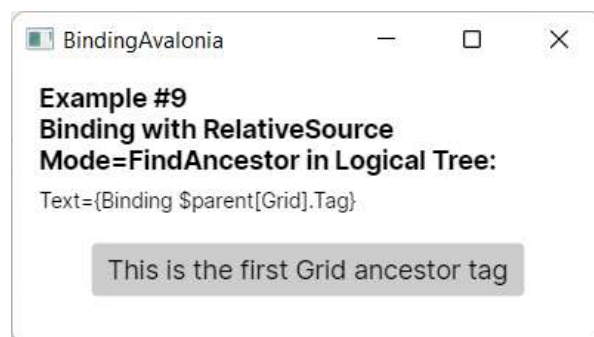 BindingAvalonia
Example #9
Binding with RelativeSource
Mode=FindAncestor in Logical Tree:
Text={Binding $parent[Grid].Tag}
This is the first Grid ancestor tag